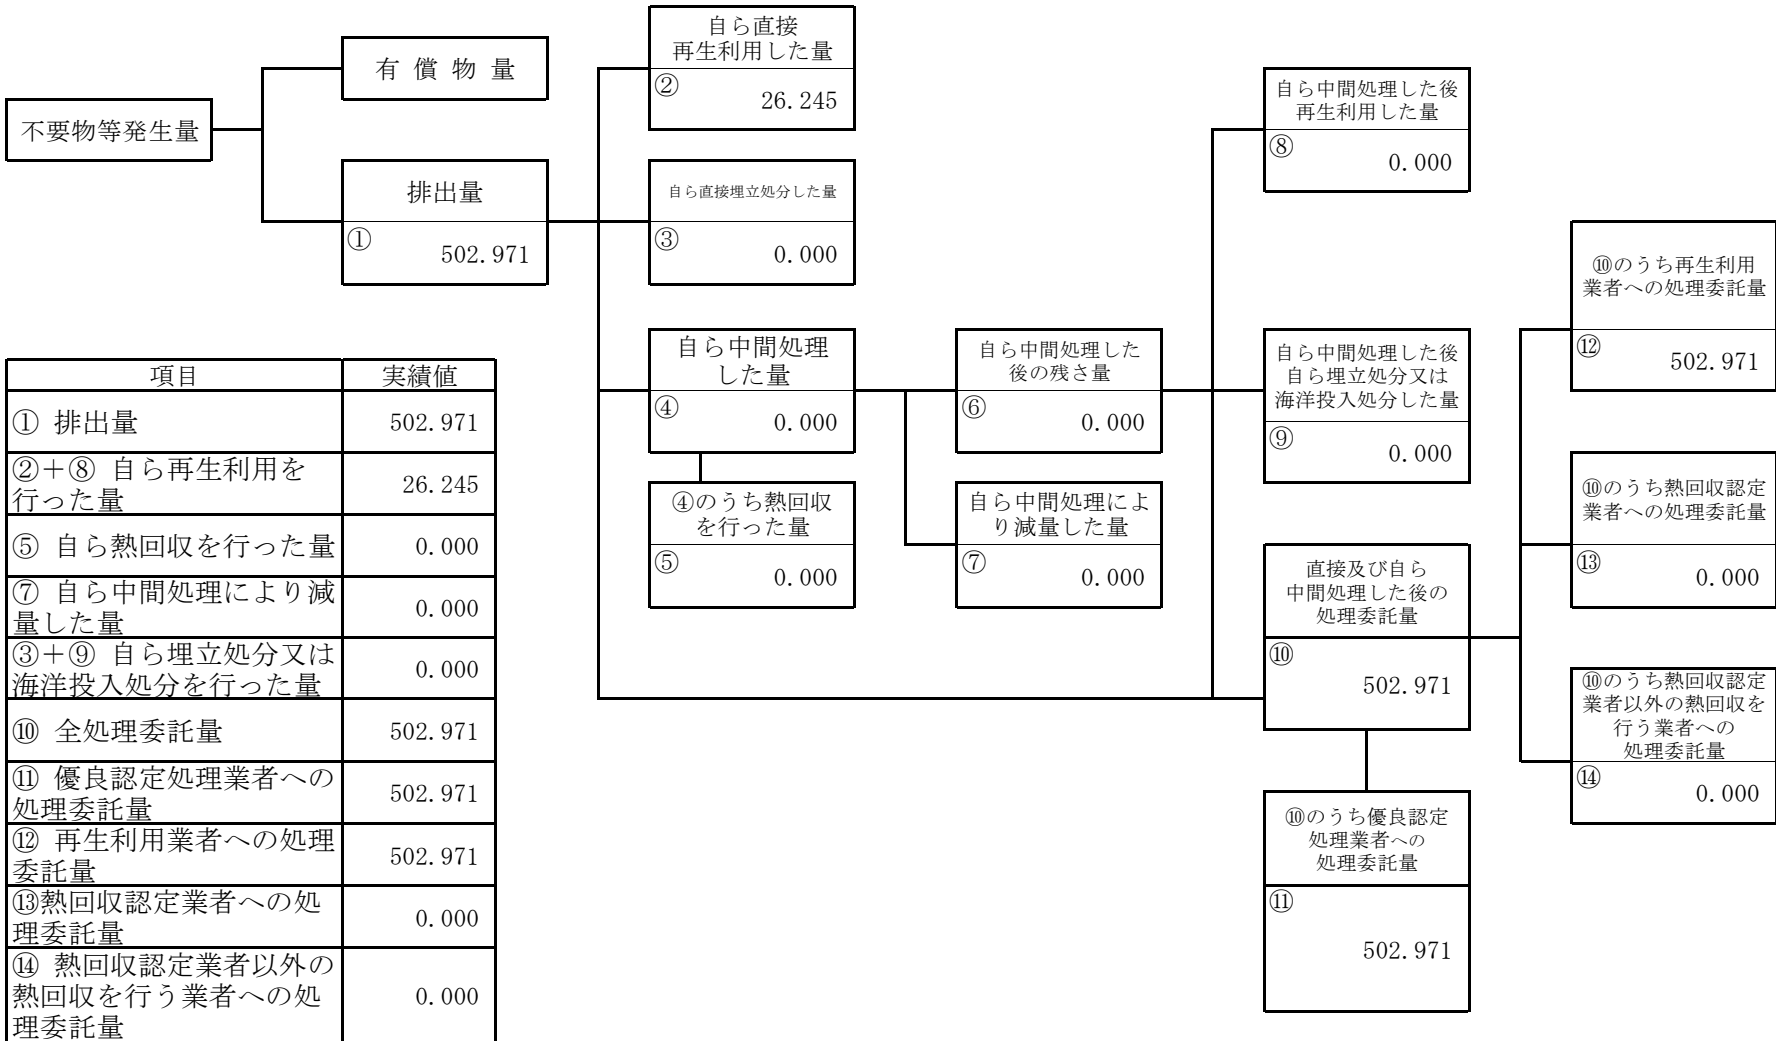 不要物等発生量
有 償 物 量
排出量
①
502.971
自ら直接
再生利用した量
②
26.245
自ら直接埋立処分した量
③
0.000
自ら中間処理
した量
④
0.000
④のうち熱回収
を行った量
⑤
0.000
自ら中間処理した
後の残さ量
⑥
0.000
自ら中間処理によ
り減量した量
⑦
0.000
自ら中間処理した後
再生利用した量
⑧
0.000
自ら中間処理した後
自ら埋立処分又は
海洋投入処分した量
⑨
0.000
直接及び自ら
中間処理した後の
処理委託量
⑩
502.971
⑩のうち優良認定
処理業者への
処理委託量
⑪
502.971
⑩のうち再生利用
業者への処理委託量
⑫
502.971
⑩のうち熱回収認定
業者への処理委託量
⑬
0.000
⑩のうち熱回収認定
業者以外の熱回収を
行う業者への
処理委託量
⑭
0.000
項目 実績値
① 排出量 502.971
②＋⑧ 自ら再生利用を
行った量 26.245
⑤ 自ら熱回収を行った量 0.000
⑦ 自ら中間処理により減
量した量 0.000
③＋⑨ 自ら埋立処分又は
海洋投入処分を行った量 0.000
⑩ 全処理委託量 502.971
⑪ 優良認定処理業者への
処理委託量 502.971
⑫ 再生利用業者への処理
委託量 502.971
⑬熱回収認定業者への処
理委託量 0.000
⑭ 熱回収認定業者以外の
熱回収を行う業者への処
理委託量 0.000